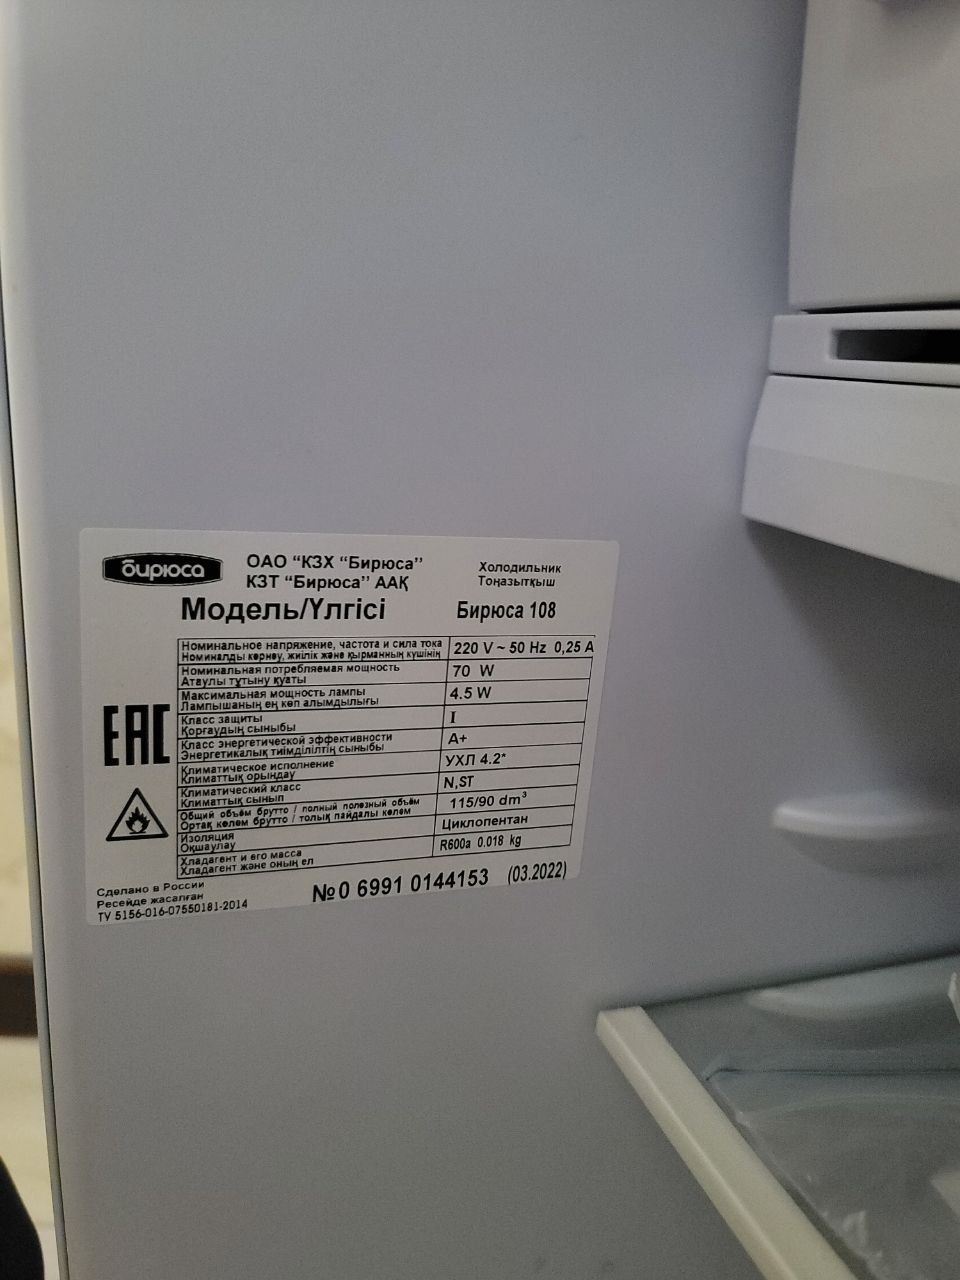 бирюса
ОАО “КЗХ “Бирюса”
КЗТ “Бирюса” ААҚ
Холодильник
Тоңазытқыш
Модель/Үлгісі Бирюса 108
Номинальное напряжение, частота и сила тока
Номиналды кернеу, жиілік және қырманның күшінің
220 V ~ 50 Hz 0,25 A
Номинальная потребляемая мощность
Атаулы тұтыну қуаты
70 W
Максимальная мощность лампы
Лампышаның ең көп алымдылығы
4.5 W
Класс защиты
Қорғаудың сыныбы
I
Класс энергетической эффективности
Энергетикалық тиімділілтің сыныбы
A+
Климатическое исполнение
Климаттық орындау
УХЛ 4.2*
Климатический класс
Климаттық сынып
N,ST
Общий объём брутто / полный полезный объём
Ортақ көлем брутто / толық пайдалы көлем
115/90 dm³
Изоляция
Оқшаулау
Циклопентан
Хладагент и его масса
Хладагент және оның ел
R600a 0.018 kg
EAC
Сделано в России
Ресейде жасалған
ТУ 5156-016-07550181-2014
№0 6991 0144153 (03.2022)